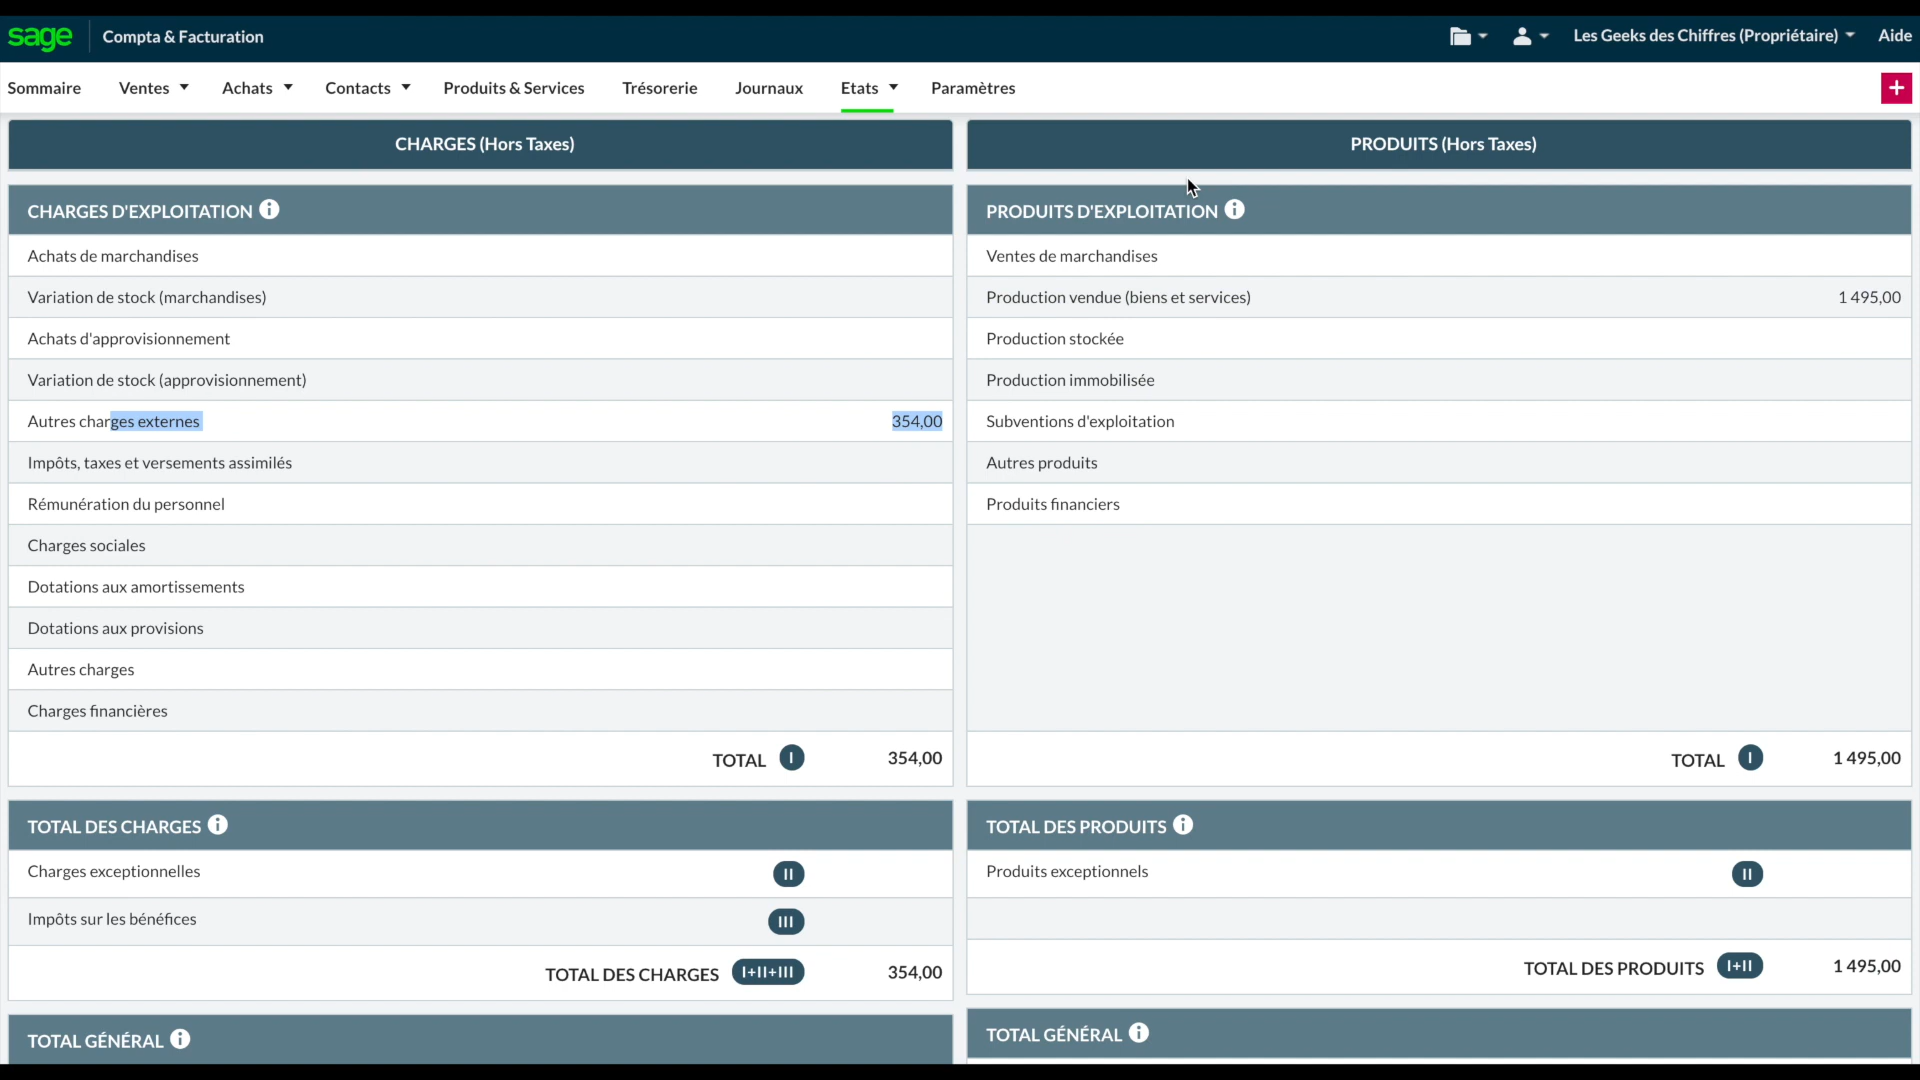 sage Compta & Facturation Les Geeks des Chiffres (Propriétaire) Aide
Sommaire Ventes Achats Contacts Produits & Services Trésorerie Journaux Etats Paramètres +
CHARGES (Hors Taxes)
CHARGES D'EXPLOITATION i
Achats de marchandises
Variation de stock (marchandises)
Achats d'approvisionnement
Variation de stock (approvisionnement)
Autres charges externes 354,00
Impôts, taxes et versements assimilés
Rémunération du personnel
Charges sociales
Dotations aux amortissements
Dotations aux provisions
Autres charges
Charges financières
TOTAL I 354,00
TOTAL DES CHARGES i
Charges exceptionnelles II
Impôts sur les bénéfices III
TOTAL DES CHARGES I+II+III 354,00
TOTAL GÉNÉRAL i
PRODUITS (Hors Taxes)
PRODUITS D'EXPLOITATION i
Ventes de marchandises
Production vendue (biens et services) 1 495,00
Production stockée
Production immobilisée
Subventions d'exploitation
Autres produits
Produits financiers
TOTAL I 1 495,00
TOTAL DES PRODUITS i
Produits exceptionnels II
TOTAL DES PRODUITS I+II 1 495,00
TOTAL GÉNÉRAL i